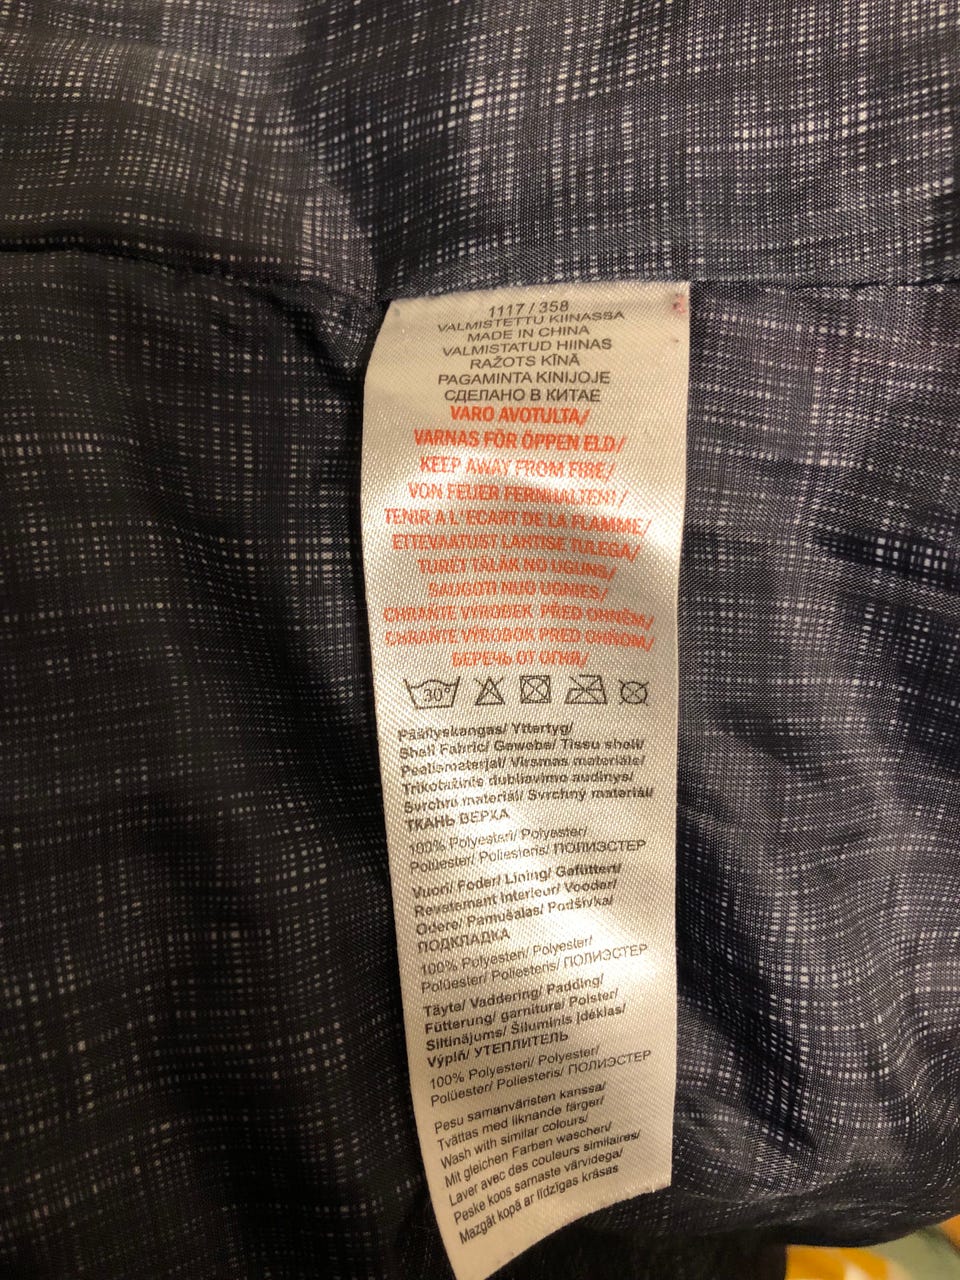 1117 / 358
VALMISTETTU KIINASSA
MADE IN CHINA
VALMISTATUD HIINAS
RAŽOTS KĪNĀ
PAGAMINTA KINIJOJE
СДЕЛАНО В КИТАЕ
VARO AVOTULTA/
VARNAS FÖR ÖPPEN ELD/
KEEP AWAY FROM FIRE/
VON FEUER FERNHALTEN!/
TENIR A L'ECART DE LA FLAMME/
ETTEVAATUST LAHTISE TULEGA/
TURET TĀLĀK NO UGUNS/
SAUGOTI NUO UGNIES/
CHRAŇTE VÝROBEK PŘED OHNĚM/
CHRAŇTE VÝROBOK PRED OHŇOM/
БЕРЕЧЬ ОТ ОГНЯ/
30°
Päällyskangas/ Yttertyg/
Shell Fabric/ Gewebe/ Tissu shell/
Pealismaterjal/ Virsmas materiāls/
Trikotažinis dubliavimo audinys/
Svrchní materiál/ Svrchný materiál/
ТКАНЬ ВЕРХА
100% Polyesteri/ Polyester/
Polüester/ Poliesteris/ ПОЛИЭСТЕР
Vuori/ Foder/ Lining/ Gefüttert/
Revetement interieur/ Vooder/
Odere/ Pamušalas/ Podšívka/
ПОДКЛАДКА
100% Polyesteri/ Polyester/
Polüester/ Poliesteris/ ПОЛИЭСТЕР
Täyte/ Vaddering/ Padding/
Fütterung/ garniture/ Polster/
Siltinājums/ Šiluminis įdėklas/
Výplň/ УТЕПЛИТЕЛЬ
100% Polyesteri/ Polyester/
Polüester/ Poliesteris/ ПОЛИЭСТЕР
Pesu samanväristen kanssa/
Tvättas med liknande färger/
Wash with similar colours/
Mit gleichen Farben waschen/
Laver avec des couleurs similaires/
Peske koos sarnaste värvidega/
Mazgāt kopā ar līdzīgas krāsas